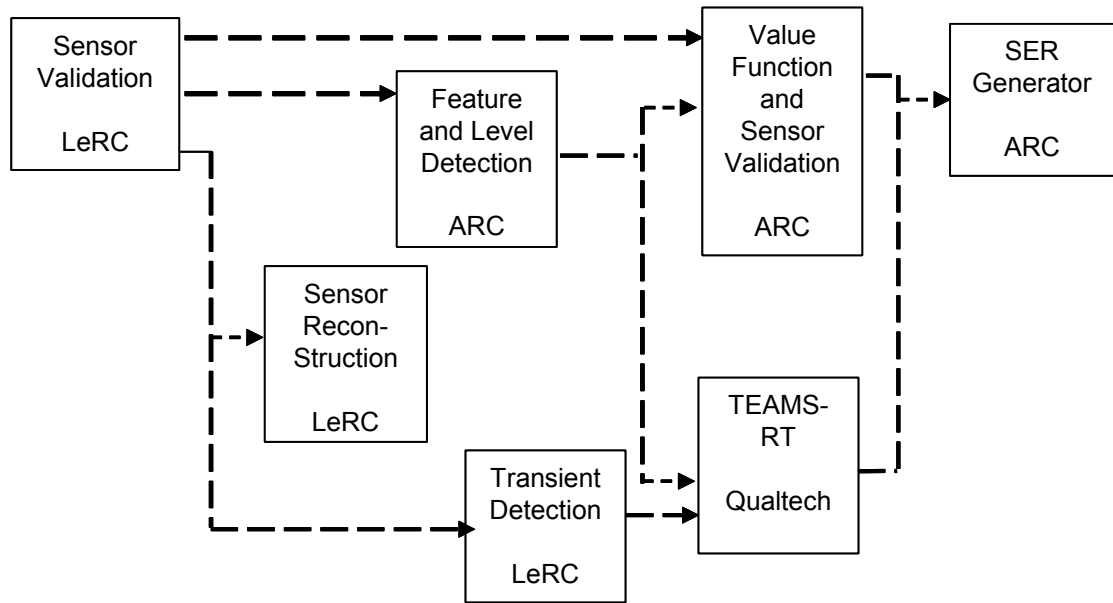 Sensor
Validation
LeRC
Feature
and Level
Detection
ARC
Value
Function
and
Sensor
Validation
ARC
SER
Generator
ARC
Sensor
Recon-
Struction
LeRC
Transient
Detection
LeRC
TEAMS-
RT
Qualtech